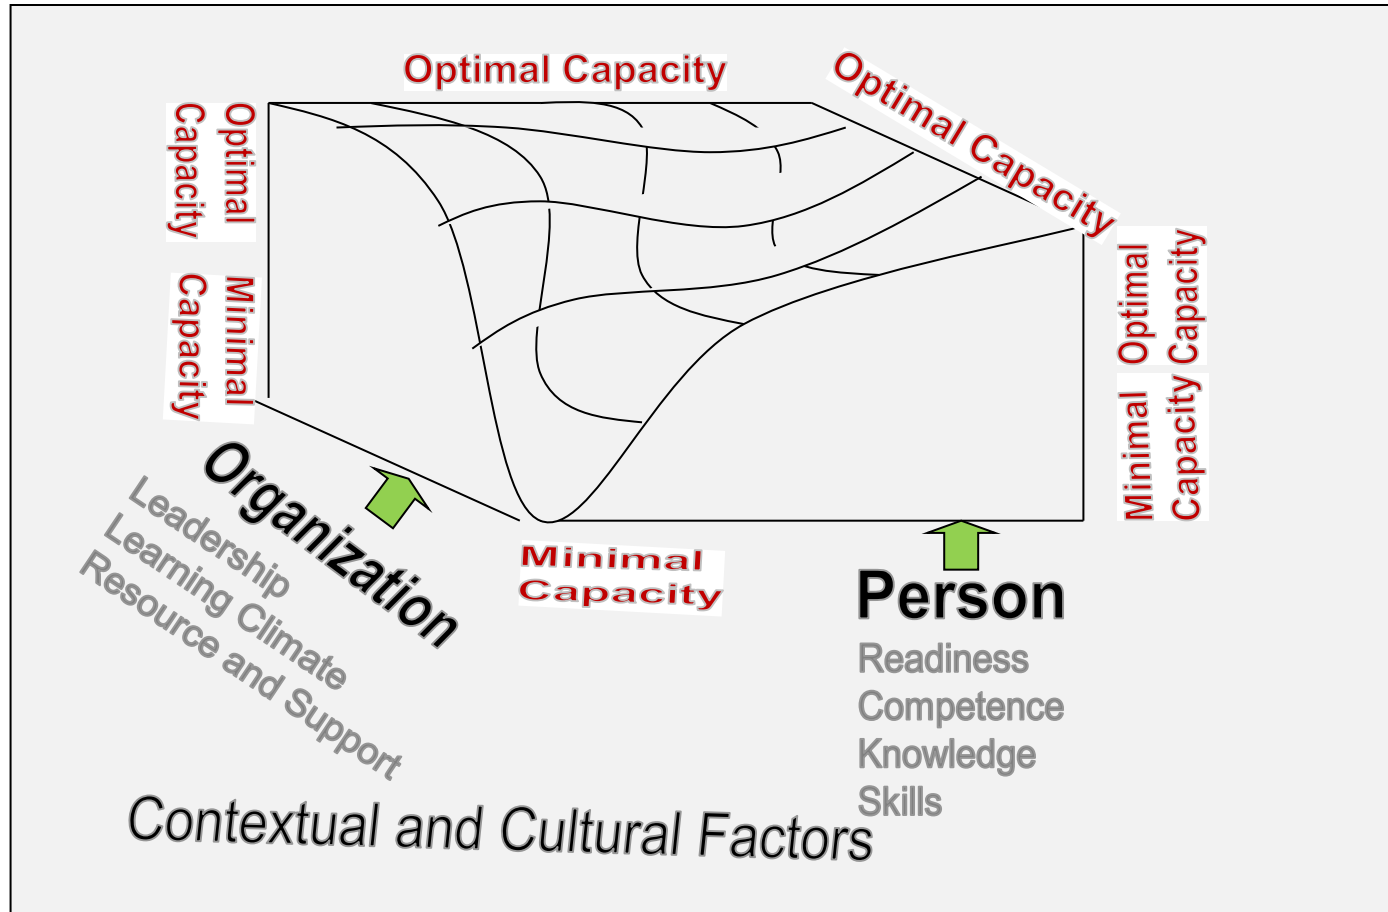 Optimal Capacity
Optimal Capacity
Optimal
Capacity
Minimal
Capacity
Optimal
Capacity
Minimal
Capacity
Organization
Leadership
Learning Climate
Resource and Support
Minimal
Capacity
Person
Readiness
Competence
Knowledge
Skills
Contextual and Cultural Factors